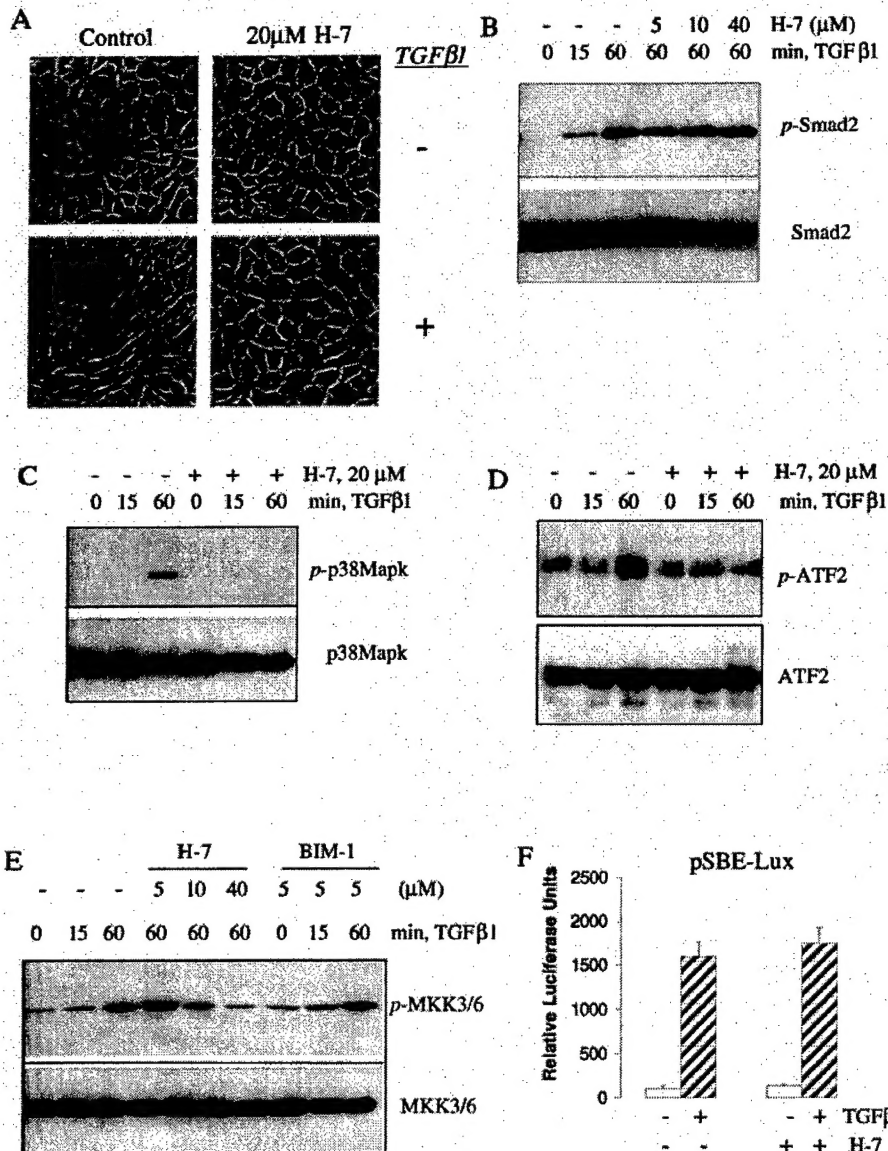 A
Control 20µM H-7
TGFβ1
-
+
B
- - - 5 10 40 H-7 (µM)
0 15 60 60 60 60 min, TGFβ1
p-Smad2
Smad2
C
- - - + + + H-7, 20 µM
0 15 60 0 15 60 min, TGFβ1
p-p38Mapk
p38Mapk
D
- - - + + + H-7, 20 µM
0 15 60 0 15 60 min, TGFβ1
p-ATF2
ATF2
E
H-7 BIM-1
- - - 5 10 40 5 5 5 (µM)
0 15 60 60 60 60 0 15 60 min, TGFβ1
p-MKK3/6
MKK3/6
F
pSBE-Lux
Relative Luciferase Units
2500
2000
1500
1000
500
0
- + - + TGFβ
- - + + H-7